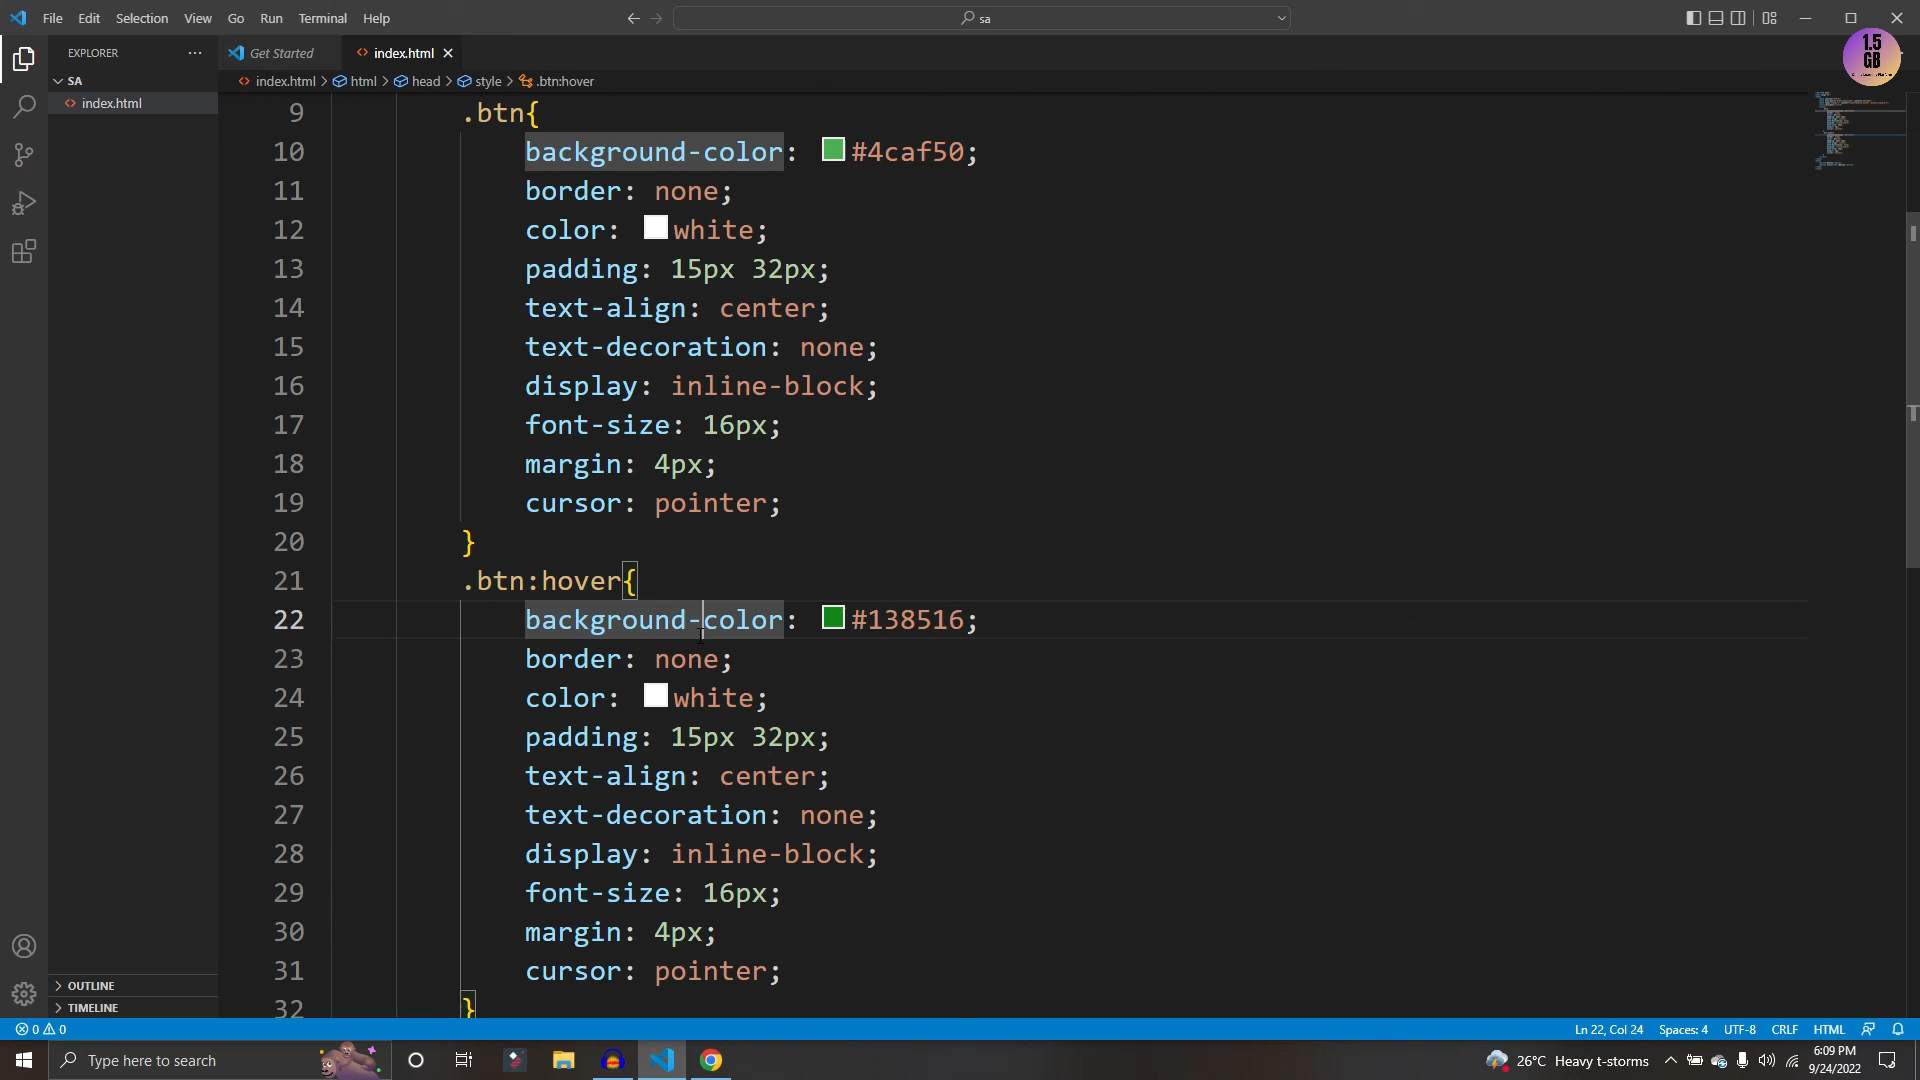 File Edit Selection View Go Run Terminal Help
sa
EXPLORER
Get Started
index.html
SA
index.html
index.html > html > head > style > .btn:hover
1.5
GB
9 .btn{
10 background-color: #4caf50;
11 border: none;
12 color: white;
13 padding: 15px 32px;
14 text-align: center;
15 text-decoration: none;
16 display: inline-block;
17 font-size: 16px;
18 margin: 4px;
19 cursor: pointer;
20 }
21 .btn:hover{
22 background-color: #138516;
23 border: none;
24 color: white;
25 padding: 15px 32px;
26 text-align: center;
27 text-decoration: none;
28 display: inline-block;
29 font-size: 16px;
30 margin: 4px;
31 cursor: pointer;
32 }
OUTLINE
TIMELINE
0 0
Ln 22, Col 24 Spaces: 4 UTF-8 CRLF HTML
Type here to search
26°C Heavy t-storms
6:09 PM
9/24/2022